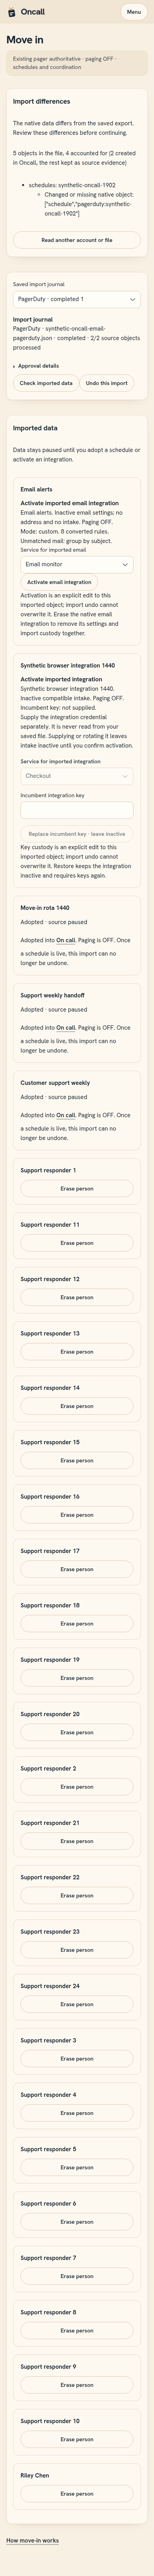 Oncall
Menu
Move in
Existing pager authoritative · paging OFF ·
schedules and coordination
Import differences
The native data differs from the saved export.
Review these differences before continuing.
5 objects in the file, 4 accounted for (2 created
in Oncall, the rest kept as source evidence)
schedules: synthetic-oncall-1902
Changed or missing native object:
["schedule","pagerduty:synthetic-
oncall-1902"]
Read another account or file
Saved import journal
PagerDuty · completed 1
Import journal
PagerDuty · synthetic-oncall-email-
pagerduty.json · completed · 2/2 source objects
processed
Approval details
Check imported data
Undo this import
Imported data
Data stays paused until you adopt a schedule or
activate an integration.
Email alerts
Activate imported email integration
Email alerts. Inactive email settings; no
address and no intake. Paging OFF.
Mode: custom. 8 converted rules.
Unmatched mail: group by subject.
Service for imported email
Email monitor
Activate email integration
Activation is an explicit edit to this
imported object; import undo cannot
overwrite it. Erase the native email
integration to remove its settings and
import custody together.
Synthetic browser integration 1440
Activate imported integration
Synthetic browser integration 1440.
Inactive compatible intake. Paging OFF.
Incumbent key: not supplied.
Supply the integration credential
separately. It is never read from your
saved file. Supplying or rotating it leaves
intake inactive until you confirm activation.
Service for imported integration
Checkout
Incumbent integration key
Replace incumbent key · leave inactive
Key custody is an explicit edit to this
imported object; import undo cannot
overwrite it. Restore keeps the integration
inactive and requires keys again.
Move-in rota 1440
Adopted · source paused
Adopted into On call. Paging is OFF. Once
a schedule is live, this import can no
longer be undone.
Support weekly handoff
Adopted · source paused
Adopted into On call. Paging is OFF. Once
a schedule is live, this import can no
longer be undone.
Customer support weekly
Adopted · source paused
Adopted into On call. Paging is OFF. Once
a schedule is live, this import can no
longer be undone.
Support responder 1
Erase person
Support responder 11
Erase person
Support responder 12
Erase person
Support responder 13
Erase person
Support responder 14
Erase person
Support responder 15
Erase person
Support responder 16
Erase person
Support responder 17
Erase person
Support responder 18
Erase person
Support responder 19
Erase person
Support responder 20
Erase person
Support responder 2
Erase person
Support responder 21
Erase person
Support responder 22
Erase person
Support responder 23
Erase person
Support responder 24
Erase person
Support responder 3
Erase person
Support responder 4
Erase person
Support responder 5
Erase person
Support responder 6
Erase person
Support responder 7
Erase person
Support responder 8
Erase person
Support responder 9
Erase person
Support responder 10
Erase person
Riley Chen
Erase person
How move-in works